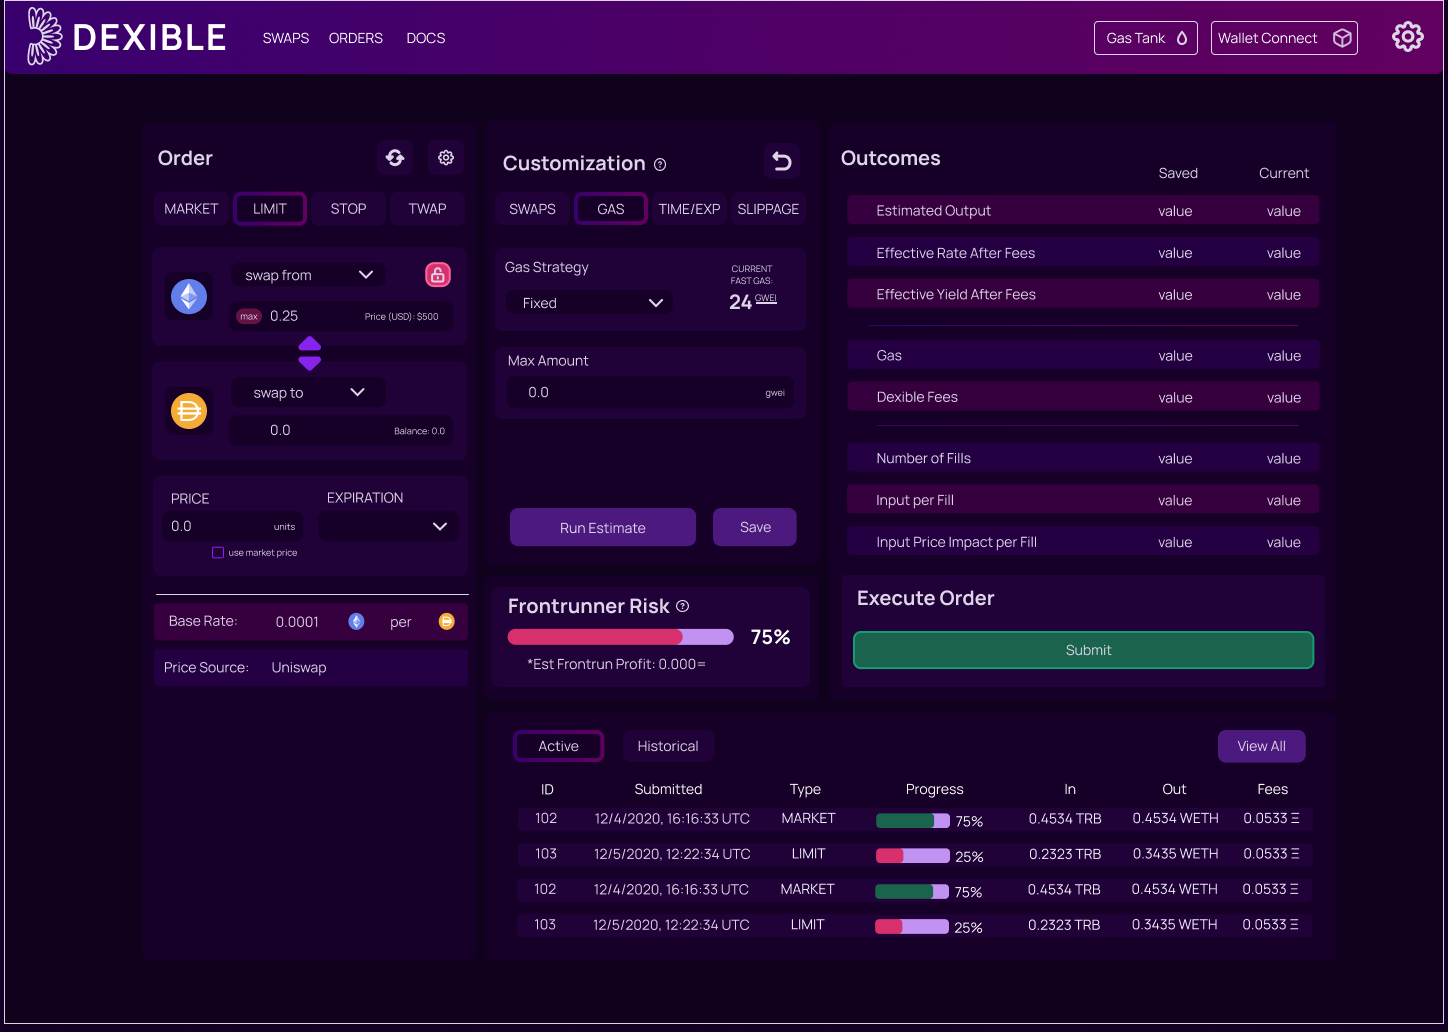 DEXIBLE SWAPS ORDERS DOCS Gas Tank Wallet Connect
Order
MARKET LIMIT STOP TWAP
swap from
max 0.25 Price (USD): $500
swap to
0.0 Balance: 0.0
PRICE EXPIRATION
0.0 units
use market price
Base Rate: 0.0001 per
Price Source: Uniswap
Customization ?
SWAPS GAS TIME/EXP SLIPPAGE
Gas Strategy
Fixed
CURRENT
FAST GAS:
24 GWEI
Max Amount
0.0 gwei
Run Estimate Save
Frontrunner Risk ?
75%
*Est Frontrun Profit: 0.000=
Outcomes
Saved Current
Estimated Output value value
Effective Rate After Fees value value
Effective Yield After Fees value value
Gas value value
Dexible Fees value value
Number of Fills value value
Input per Fill value value
Input Price Impact per Fill value value
Execute Order
Submit
Active Historical View All
ID Submitted Type Progress In Out Fees
102 12/4/2020, 16:16:33 UTC MARKET 75% 0.4534 TRB 0.4534 WETH 0.0533 Ξ
103 12/5/2020, 12:22:34 UTC LIMIT 25% 0.2323 TRB 0.3435 WETH 0.0533 Ξ
102 12/4/2020, 16:16:33 UTC MARKET 75% 0.4534 TRB 0.4534 WETH 0.0533 Ξ
103 12/5/2020, 12:22:34 UTC LIMIT 25% 0.2323 TRB 0.3435 WETH 0.0533 Ξ